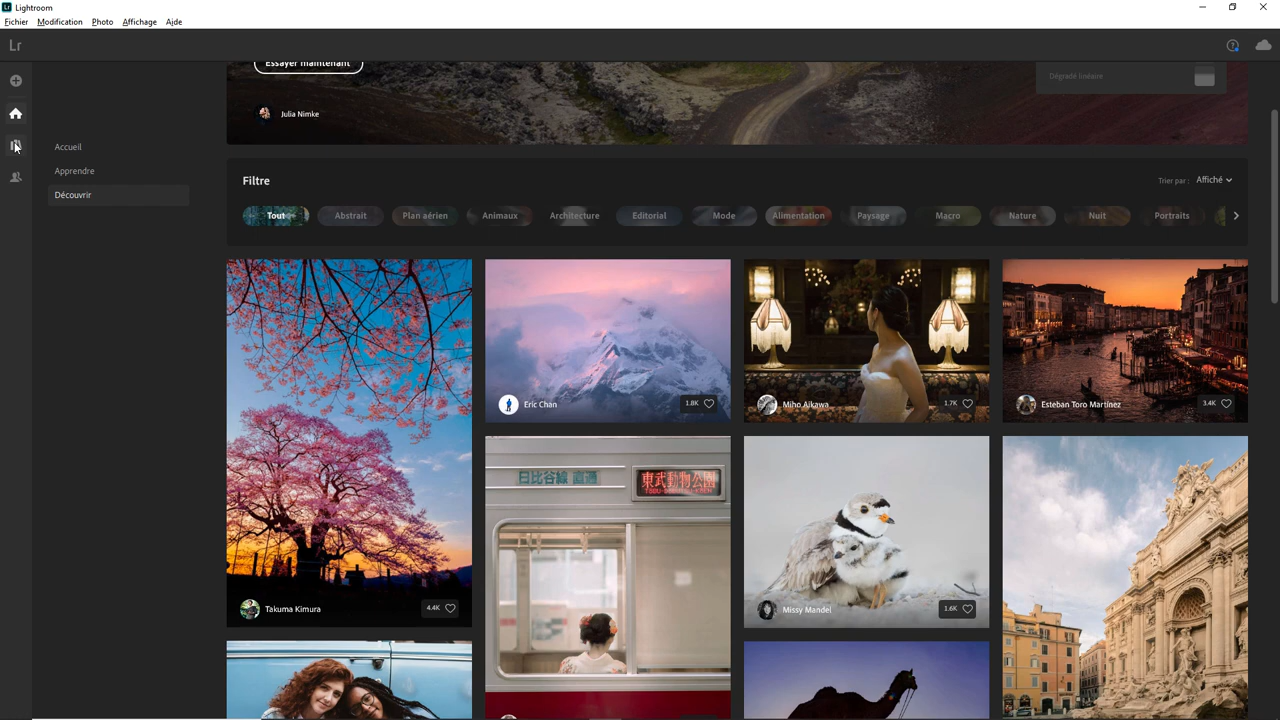 Lr Lightroom
Fichier Modification Photo Affichage Aide
Lr
Essayer maintenant
Dégradé linéaire
Julia Nimke
Accueil
Apprendre
Découvrir
Filtre
Trier par : Affiché
Tout Abstrait Plan aérien Animaux Architecture Editorial Mode Alimentation Paysage Macro Nature Nuit Portraits
Eric Chan 1.8K
Miho Aikawa 1.7K
Esteban Toro Martinez 3.4K
日比谷線 直通
東武動物公園
Takuma Kimura 4.4K
Missy Mandel 1.6K